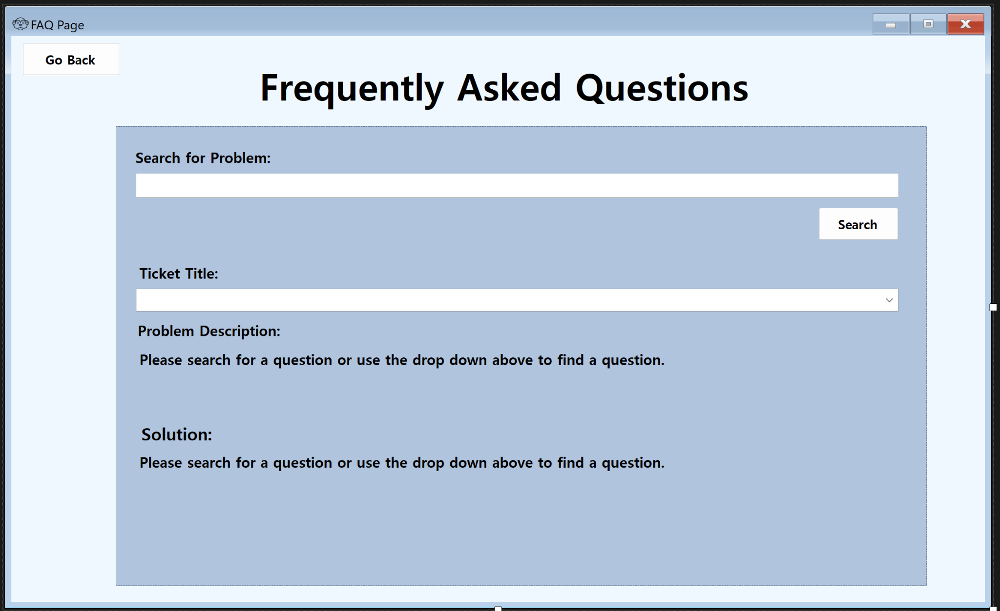 FAQ Page
Go Back
Frequently Asked Questions
Search for Problem:
Search
Ticket Title:
Problem Description:
Please search for a question or use the drop down above to find a question.
Solution:
Please search for a question or use the drop down above to find a question.